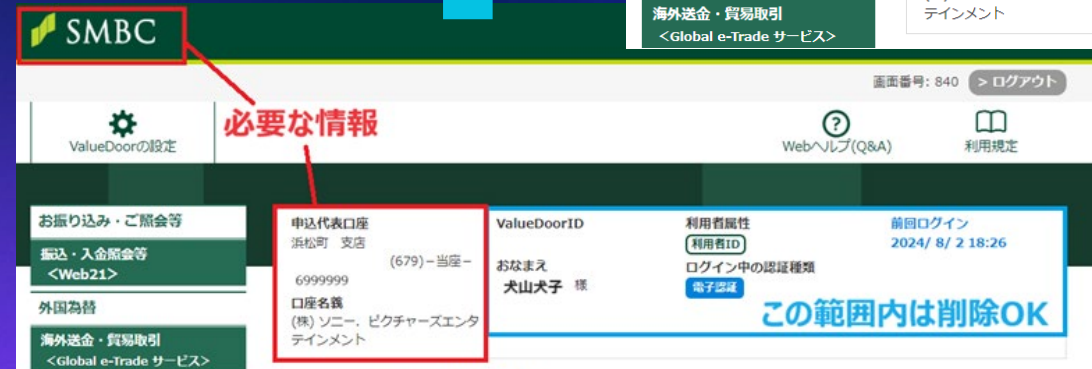 海外送金・貿易取引
<Global e-Trade サービス>
テインメント
SMBC
画面番号: 840
> ログアウト
必要な情報
ValueDoorの設定
Webヘルプ(Q&A)
利用規定
お振り込み・ご照会等
振込・入金照会等
<Web21>
外国為替
海外送金・貿易取引
<Global e-Trade サービス>
申込代表口座
浜松町 支店
(679)-当座-
6999999
口座名義
(株) ソニー．ピクチャーズエンタ
テインメント
ValueDoorID
おなまえ
犬山犬子 様
利用者属性
利用者ID
ログイン中の認証種類
電子認証
前回ログイン
2024/ 8/ 2 18:26
この範囲内は削除OK